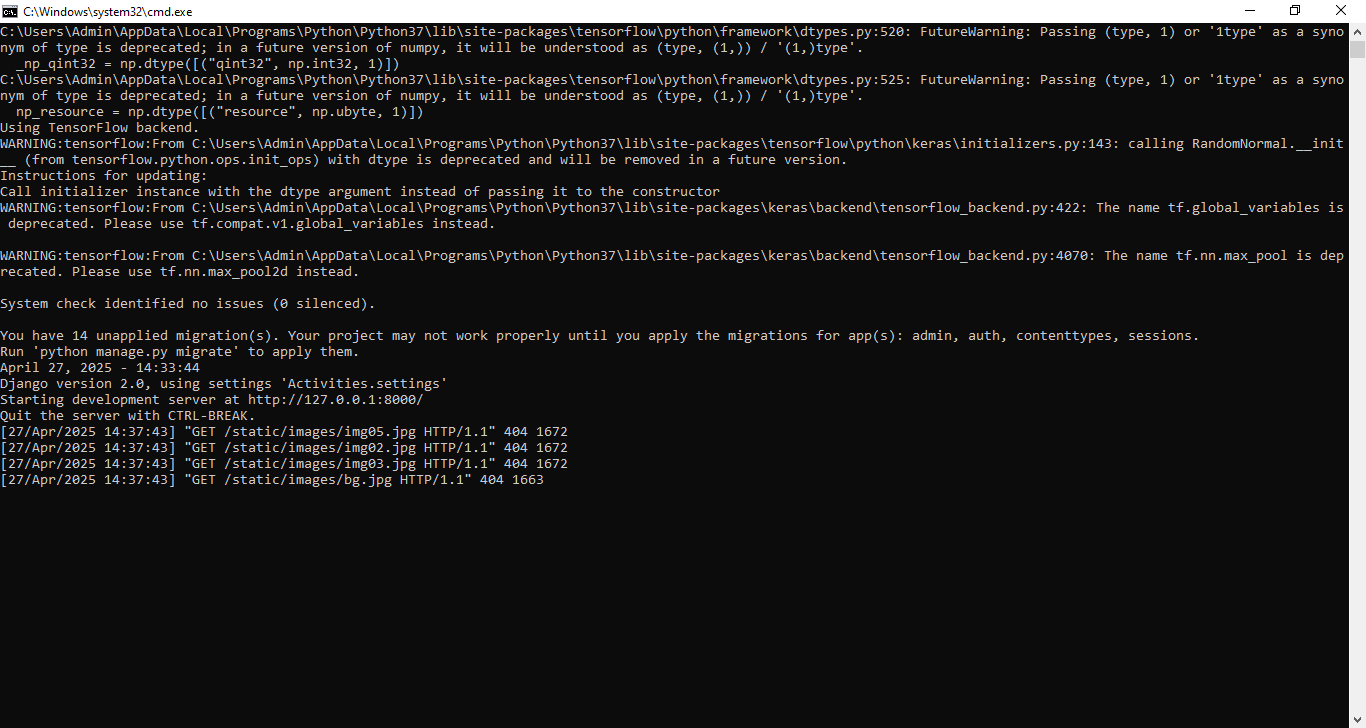 C:\Windows\system32\cmd.exe
C:\Users\Admin\AppData\Local\Programs\Python\Python37\lib\site-packages\tensorflow\python\framework\dtypes.py:520: FutureWarning: Passing (type, 1) or '1type' as a syno
nym of type is deprecated; in a future version of numpy, it will be understood as (type, (1,)) / '(1,)type'.
  _np_qint32 = np.dtype([("qint32", np.int32, 1)])
C:\Users\Admin\AppData\Local\Programs\Python\Python37\lib\site-packages\tensorflow\python\framework\dtypes.py:525: FutureWarning: Passing (type, 1) or '1type' as a syno
nym of type is deprecated; in a future version of numpy, it will be understood as (type, (1,)) / '(1,)type'.
  np_resource = np.dtype([("resource", np.ubyte, 1)])
Using TensorFlow backend.
WARNING:tensorflow:From C:\Users\Admin\AppData\Local\Programs\Python\Python37\lib\site-packages\tensorflow\python\keras\initializers.py:143: calling RandomNormal.__init
__ (from tensorflow.python.ops.init_ops) with dtype is deprecated and will be removed in a future version.
Instructions for updating:
Call initializer instance with the dtype argument instead of passing it to the constructor
WARNING:tensorflow:From C:\Users\Admin\AppData\Local\Programs\Python\Python37\lib\site-packages\keras\backend\tensorflow_backend.py:422: The name tf.global_variables is
 deprecated. Please use tf.compat.v1.global_variables instead.
WARNING:tensorflow:From C:\Users\Admin\AppData\Local\Programs\Python\Python37\lib\site-packages\keras\backend\tensorflow_backend.py:4070: The name tf.nn.max_pool is dep
recated. Please use tf.nn.max_pool2d instead.
System check identified no issues (0 silenced).
You have 14 unapplied migration(s). Your project may not work properly until you apply the migrations for app(s): admin, auth, contenttypes, sessions.
Run 'python manage.py migrate' to apply them.
April 27, 2025 - 14:33:44
Django version 2.0, using settings 'Activities.settings'
Starting development server at http://127.0.0.1:8000/
Quit the server with CTRL-BREAK.
[27/Apr/2025 14:37:43] "GET /static/images/img05.jpg HTTP/1.1" 404 1672
[27/Apr/2025 14:37:43] "GET /static/images/img02.jpg HTTP/1.1" 404 1672
[27/Apr/2025 14:37:43] "GET /static/images/img03.jpg HTTP/1.1" 404 1672
[27/Apr/2025 14:37:43] "GET /static/images/bg.jpg HTTP/1.1" 404 1663